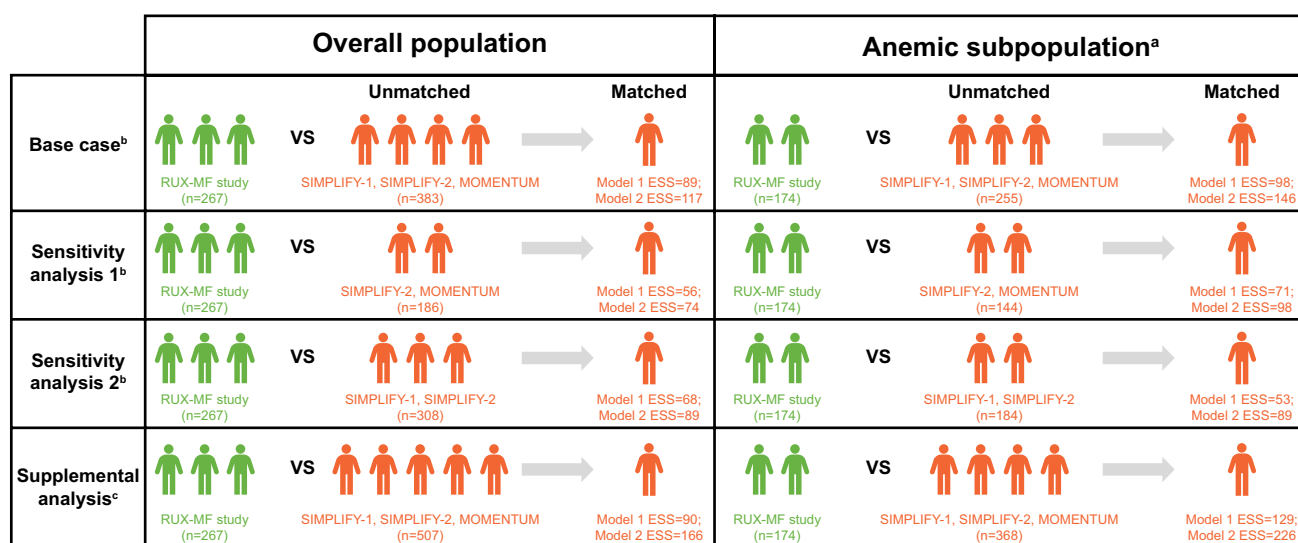 Overall population
Anemic subpopulationᵃ
Base caseᵇ
Unmatched
Matched
VS
RUX-MF study
(n=267)
SIMPLIFY-1, SIMPLIFY-2, MOMENTUM
(n=383)
Model 1 ESS=89;
Model 2 ESS=117
Unmatched
Matched
VS
RUX-MF study
(n=174)
SIMPLIFY-1, SIMPLIFY-2, MOMENTUM
(n=255)
Model 1 ESS=98;
Model 2 ESS=146
Sensitivity
analysis 1ᵇ
VS
RUX-MF study
(n=267)
SIMPLIFY-2, MOMENTUM
(n=186)
Model 1 ESS=56;
Model 2 ESS=74
VS
RUX-MF study
(n=174)
SIMPLIFY-2, MOMENTUM
(n=144)
Model 1 ESS=71;
Model 2 ESS=98
Sensitivity
analysis 2ᵇ
VS
RUX-MF study
(n=267)
SIMPLIFY-1, SIMPLIFY-2
(n=308)
Model 1 ESS=68;
Model 2 ESS=89
VS
RUX-MF study
(n=174)
SIMPLIFY-1, SIMPLIFY-2
(n=184)
Model 1 ESS=53;
Model 2 ESS=89
Supplemental
analysisᶜ
VS
RUX-MF study
(n=267)
SIMPLIFY-1, SIMPLIFY-2, MOMENTUM
(n=507)
Model 1 ESS=90;
Model 2 ESS=166
VS
RUX-MF study
(n=174)
SIMPLIFY-1, SIMPLIFY-2, MOMENTUM
(n=368)
Model 1 ESS=129;
Model 2 ESS=226